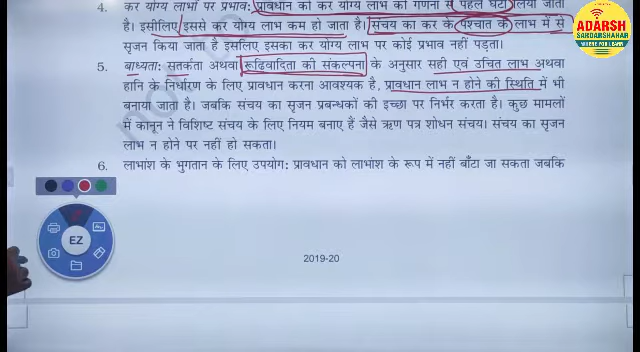 4. कर योग्य लाभों पर प्रभाव: प्रावधान को कर योग्य लाभ की गणना से पहले घटा लिया जाता
है। इसीलिए इससे कर योग्य लाभ कम हो जाता है। संचय का कर के पश्चात के लाभ में से
सृजन किया जाता है इसलिए इसका कर योग्य लाभ पर कोई प्रभाव नहीं पड़ता।
5. बाध्यता: सतर्कता अथवा रूढिवादिता की संकल्पना के अनुसार सही एवं उचित लाभ अथवा
हानि के निर्धारण के लिए प्रावधान करना आवश्यक है, प्रावधान लाभ न होने की स्थिति में भी
बनाया जाता है। जबकि संचय का सृजन प्रबन्धकों की इच्छा पर निर्भर करता है। कुछ मामलों
में कानून ने विशिष्ट संचय के लिए नियम बनाए हैं जैसे ऋण पत्र शोधन संचय। संचय का सृजन
लाभ न होने पर नहीं हो सकता।
6. लाभांश के भुगतान के लिए उपयोग: प्रावधान को लाभांश के रूप में नहीं बाँटा जा सकता जबकि
2019-20
EZ
ADARSH
SARDARSHAHAR
WHERE YOU LEARN